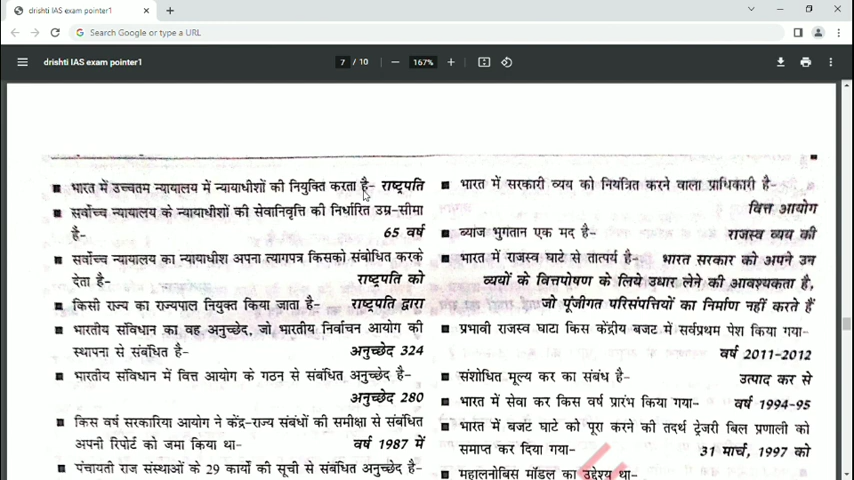 drishti IAS exam pointer1
Search Google or type a URL
drishti IAS exam pointer1
7 / 10
167%
भारत में उच्चतम न्यायालय में न्यायाधीशों की नियुक्ति करता है- राष्ट्रपति
सर्वोच्च न्यायालय के न्यायाधीशों की सेवानिवृत्ति की निर्धारित उम्र-सीमा
है- 65 वर्ष
सर्वोच्च न्यायालय का न्यायाधीश अपना त्यागपत्र किसको संबोधित करके
देता है- राष्ट्रपति को
किसी राज्य का राज्यपाल नियुक्त किया जाता है- राष्ट्रपति द्वारा
भारतीय संविधान का वह अनुच्छेद, जो भारतीय निर्वाचन आयोग की
स्थापना से संबंधित है- अनुच्छेद 324
भारतीय संविधान में वित्त आयोग के गठन से संबंधित अनुच्छेद है-
अनुच्छेद 280
किस वर्ष सरकारिया आयोग ने केंद्र-राज्य संबंधों की समीक्षा से संबंधित
अपनी रिपोर्ट को जमा किया था- वर्ष 1987 में
पंचायती राज संस्थाओं के 29 कार्यों की सूची से संबंधित अनुच्छेद है-
भारत में सरकारी व्यय को नियंत्रित करने वाला प्राधिकारी है-
वित्त आयोग
ब्याज भुगतान एक मद है- राजस्व व्यय की
भारत में राजस्व घाटे से तात्पर्य है- भारत सरकार को अपने उन
व्ययों के वित्तपोषण के लिये उधार लेने की आवश्यकता है,
जो पूंजीगत परिसंपत्तियों का निर्माण नहीं करते हैं
प्रभावी राजस्व घाटा किस केंद्रीय बजट में सर्वप्रथम पेश किया गया-
वर्ष 2011-2012
संशोधित मूल्य कर का संबंध है- उत्पाद कर से
भारत में सेवा कर किस वर्ष प्रारंभ किया गया- वर्ष 1994-95
भारत में बजट घाटे को पूरा करने की तदर्थ ट्रेजरी बिल प्रणाली को
समाप्त कर दिया गया- 31 मार्च, 1997 को
महालनोबिस मॉडल का उद्देश्य था-